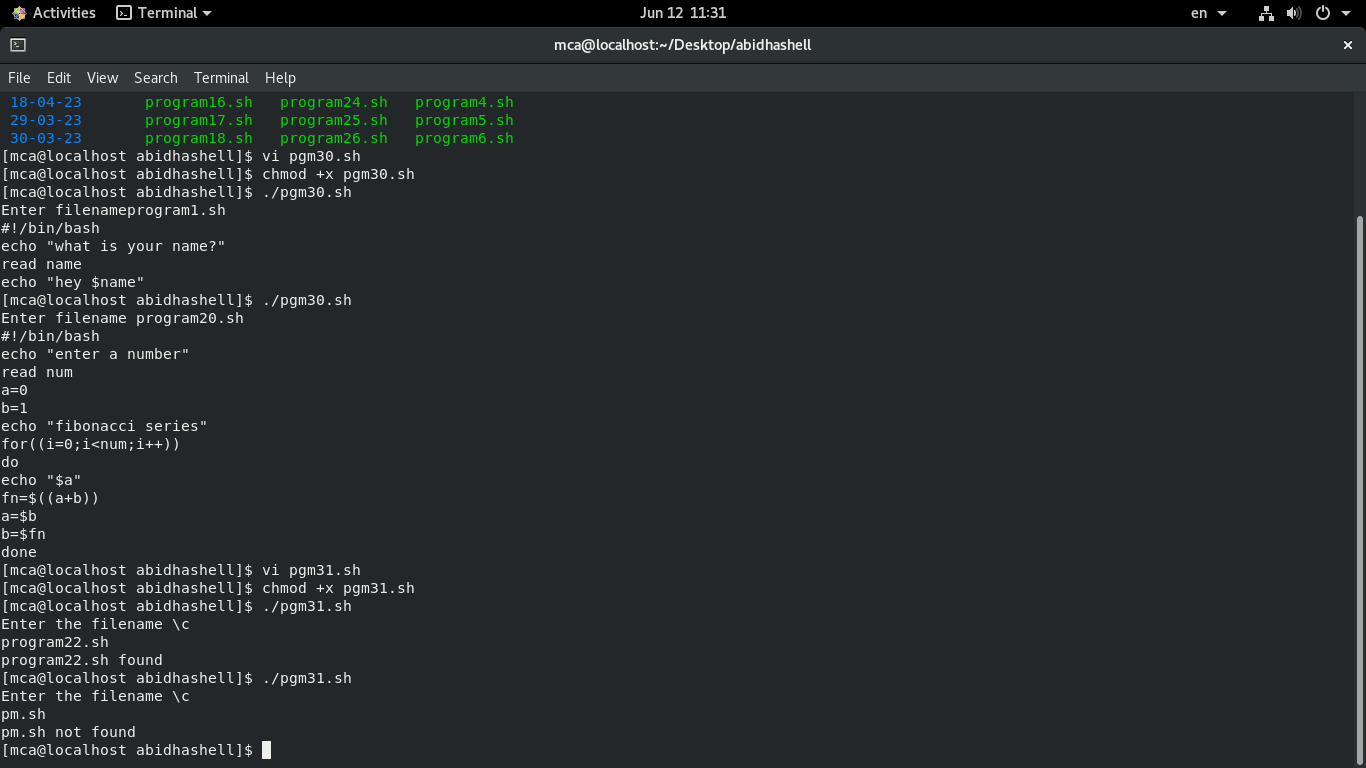 Activities Terminal Jun 12 11:31 en
mca@localhost:~/Desktop/abidhashell ×
File Edit View Search Terminal Help
18-04-23 program16.sh program24.sh program4.sh
29-03-23 program17.sh program25.sh program5.sh
30-03-23 program18.sh program26.sh program6.sh
[mca@localhost abidhashell]$ vi pgm30.sh
[mca@localhost abidhashell]$ chmod +x pgm30.sh
[mca@localhost abidhashell]$ ./pgm30.sh
Enter filenameprogram1.sh
#!/bin/bash
echo "what is your name?"
read name
echo "hey $name"
[mca@localhost abidhashell]$ ./pgm30.sh
Enter filename program20.sh
#!/bin/bash
echo "enter a number"
read num
a=0
b=1
echo "fibonacci series"
for((i=0;i<num;i++))
do
echo "$a"
fn=$((a+b))
a=$b
b=$fn
done
[mca@localhost abidhashell]$ vi pgm31.sh
[mca@localhost abidhashell]$ chmod +x pgm31.sh
[mca@localhost abidhashell]$ ./pgm31.sh
Enter the filename \c
program22.sh
program22.sh found
[mca@localhost abidhashell]$ ./pgm31.sh
Enter the filename \c
pm.sh
pm.sh not found
[mca@localhost abidhashell]$